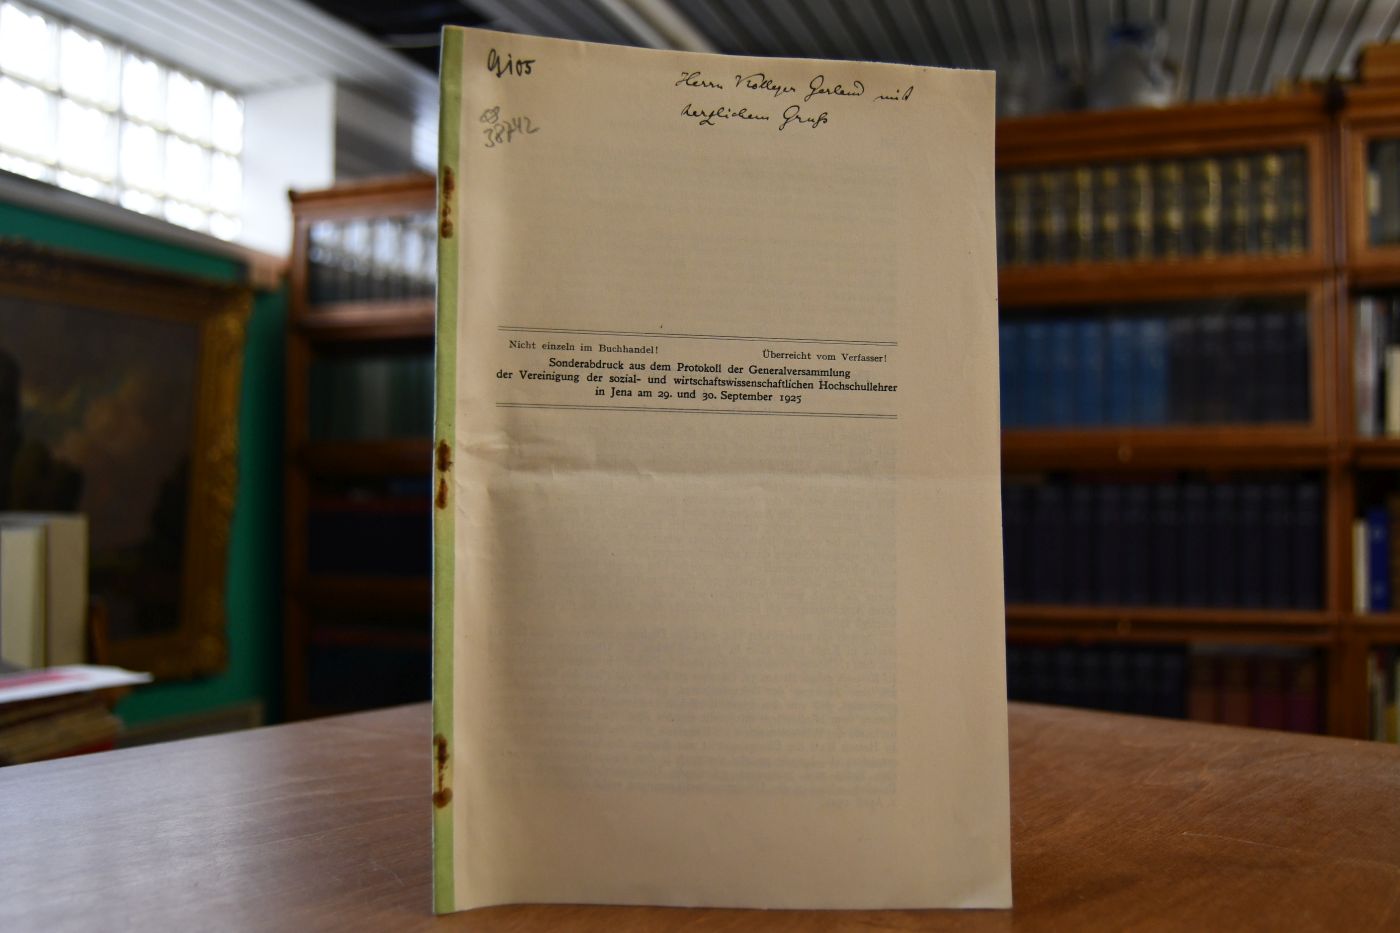 Gi05
Herrn Kollegen Gerland mit
herzlichem Gruß
38742
Nicht einzeln im Buchhandel!
Überreicht vom Verfasser!
Sonderabdruck aus dem Protokoll der Generalversammlung
der Vereinigung der sozial- und wirtschaftswissenschaftlichen Hochschullehrer
in Jena am 29. und 30. September 1925